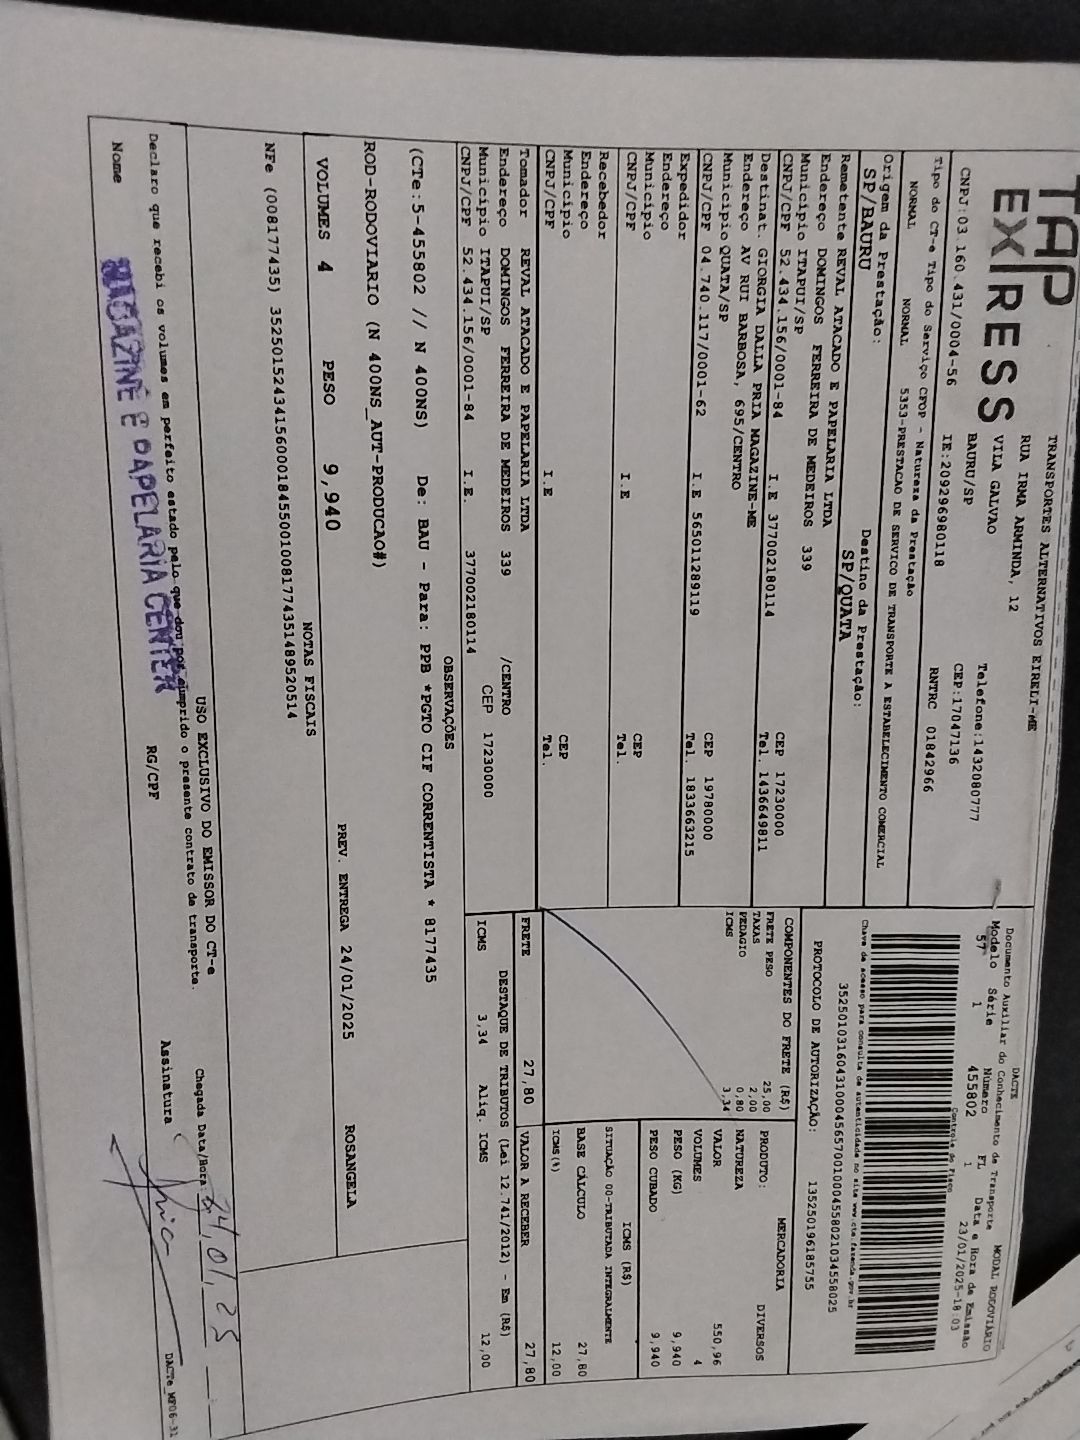 TAP
EXPRESS
TRANSPORTES ALTERNATIVOS EIRELI-ME
RUA IRMA ARMINDA, 12
VILA GALVAO
BAURU/SP
Telefone:1432080777
CEP:17047136
CNPJ:03.160.431/0004-56
IE:209296980118
RNTRC 01842966
DACTE
Documento Auxiliar do Conhecimento de Transporte
MODAL RODOVIÁRIO
Modelo Série Número FL Data e Hora de Emissão
57 1 455802 1 23/01/2025-18:03
Controle do Fisco
Chave de acesso para consulta de autenticidade no site www.cte.fazenda.gov.br
35250103160431000456570010004558021034558025
PROTOCOLO DE AUTORIZAÇÃO: 135250196185755
Tipo do CT-e Tipo do Serviço CFOP - Natureza da Prestação
NORMAL NORMAL 5353-PRESTACAO DE SERVICO DE TRANSPORTE A ESTABELECIMENTO COMERCIAL
Origem da Prestação: Destino da Prestação:
SP/BAURU SP/QUATA
Remetente REVAL ATACADO E PAPELARIA LTDA
Endereço DOMINGOS FERREIRA DE MEDEIROS 339
Município ITAPUI/SP CEP 17230000
CNPJ/CPF 52.434.156/0001-84 I.E 377002180114 Tel. 1436649811
Destinat. GIORGIA DALLA PRIA MAGAZINE-ME
Endereço AV RUI BARBOSA, 695/CENTRO
Município QUATA/SP CEP 19780000
CNPJ/CPF 04.740.117/0001-62 I.E 565011289119 Tel. 1833663215
Expedidor
Endereço
Município CEP
CNPJ/CPF I.E Tel.
Recebedor
Endereço
Município CEP
CNPJ/CPF I.E Tel.
Tomador REVAL ATACADO E PAPELARIA LTDA
Endereço DOMINGOS FERREIRA DE MEDEIROS 339 /CENTRO
Município ITAPUI/SP CEP 17230000
CNPJ/CPF 52.434.156/0001-84 I.E. 377002180114
COMPONENTES DO FRETE (R$)
FRETE PESO 25,00
TAXAS 2,00
PEDAGIO 0,80
ICMS 3,34
MERCADORIA
PRODUTO: DIVERSOS
NATUREZA
VALOR 550,96
VOLUMES 4
PESO (KG) 9,940
PESO CUBADO 9,940
ICMS (R$)
SITUAÇÃO 00-TRIBUTADA INTEGRALMENTE
BASE CÁLCULO 27,80
ICMS(%) 12,00
FRETE 27,80 VALOR A RECEBER 27,80
DESTAQUE DE TRIBUTOS (Lei 12.741/2012) - Em (R$)
ICMS 3,34 Aliq. ICMS 12,00
OBSERVAÇÕES
(CTe:5-455802 // N 400NS) De: BAU - Para: PPB *PGTO CIF CORRENTISTA * 8177435
ROD-RODOVIARIO (N 400NS_AUT-PRODUCAO#)
VOLUMES 4 PESO 9,940 PREV. ENTREGA 24/01/2025 ROSANGELA
NOTAS FISCAIS
NFe (008177435) 35250152434156000184550010081774351489520514
USO EXCLUSIVO DO EMISSOR DO CT-e
Declaro que recebi os volumes em perfeito estado pelo que dou por cumprido o presente contrato de transporte.
Chegada Data/Hora: 24/01/25
Nome RG/CPF Assinatura
MAGAZINE E PAPELARIA CENTER
DACTe_MP06-31